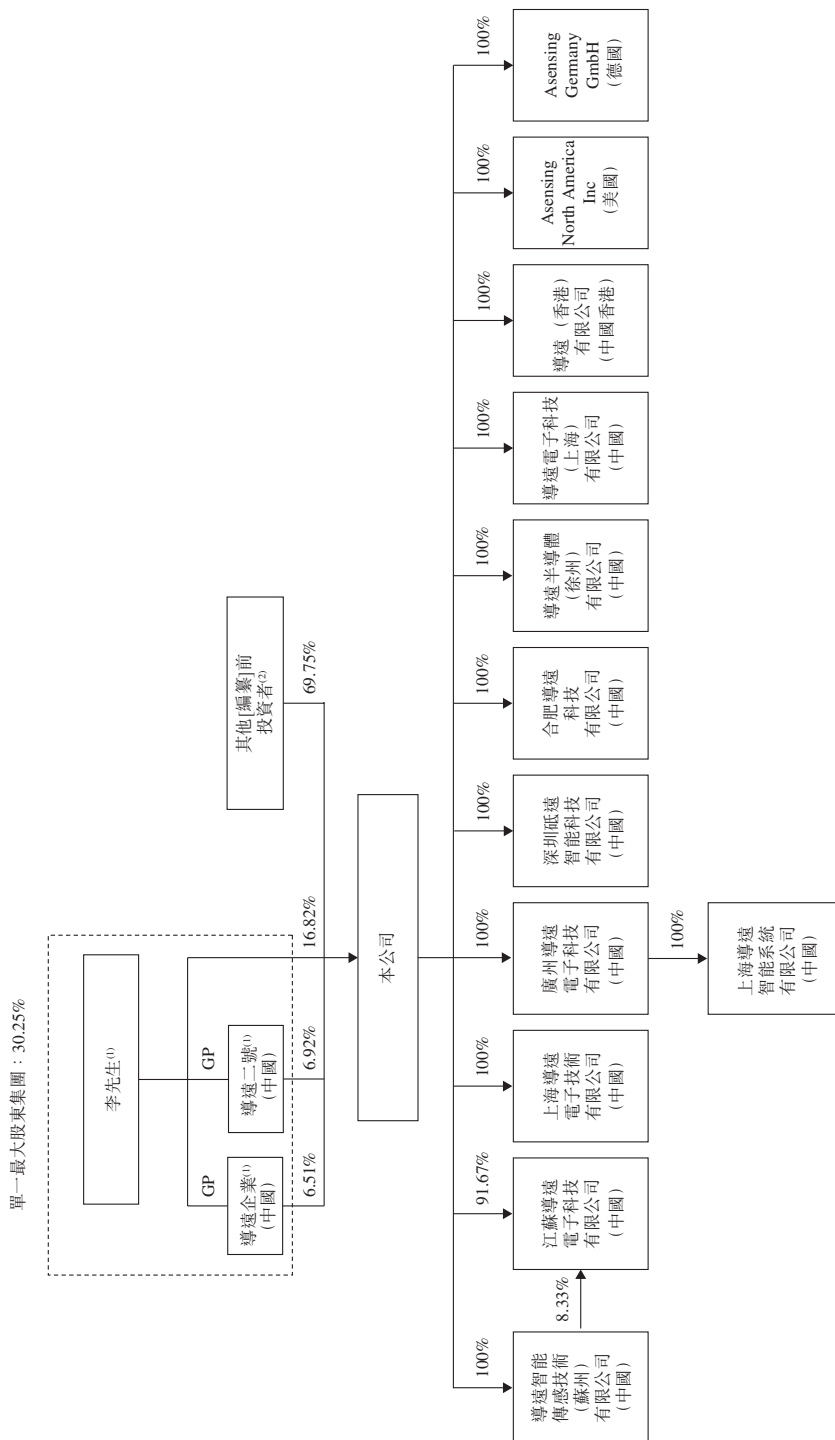 單一最大股東集團：30.25%
李先生(1)
GP
GP
導遠企業(1)
(中國)
導遠二號(1)
(中國)
其他[編纂]前
投資者(2)
6.51%
6.92%
16.82%
69.75%
本公司
100%
91.67%
100%
100%
100%
100%
100%
100%
100%
100%
100%
導遠智能
傳感技術
(蘇州)
有限公司
(中國)
8.33%
江蘇導遠
電子科技
有限公司
(中國)
上海導遠
電子技術
有限公司
(中國)
廣州導遠
電子科技
有限公司
(中國)
深圳砥遠
智能科技
有限公司
(中國)
合肥導遠
科技
有限公司
(中國)
導遠半導體
(徐州)
有限公司
(中國)
導遠電子科技
(上海)
有限公司
(中國)
導遠（香港）
有限公司
(中國香港)
Asensing
North America
Inc
(美國)
Asensing
Germany
GmbH
(德國)
100%
上海導遠
智能系統
有限公司
(中國)